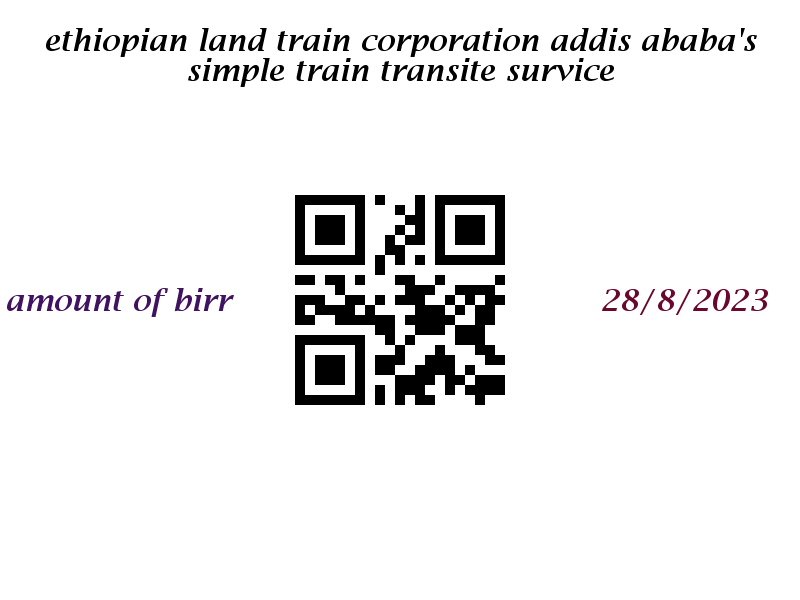 ethiopian land train corporation addis ababa's
simple train transite survice
amount of birr
28/8/2023